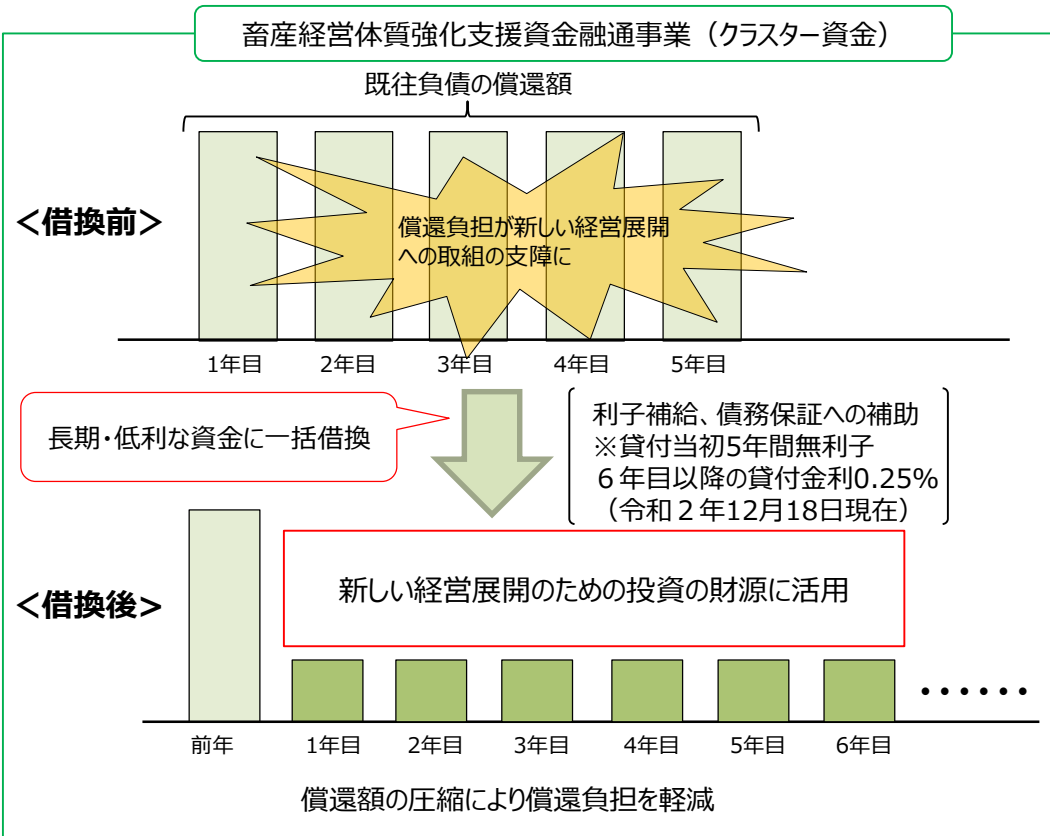 畜産経営体質強化支援資金融通事業（クラスター資金）
既往負債の償還額
＜借換前＞
償還負担が新しい経営展開
への取組の支障に
1年目
2年目
3年目
4年目
5年目
長期・低利な資金に一括借換
利子補給、債務保証への補助
※貸付当初5年間無利子
６年目以降の貸付金利0.25%
（令和２年12月18日現在）
新しい経営展開のための投資の財源に活用
＜借換後＞
・・・・・・
前年
1年目
2年目
3年目
4年目
5年目
6年目
償還額の圧縮により償還負担を軽減